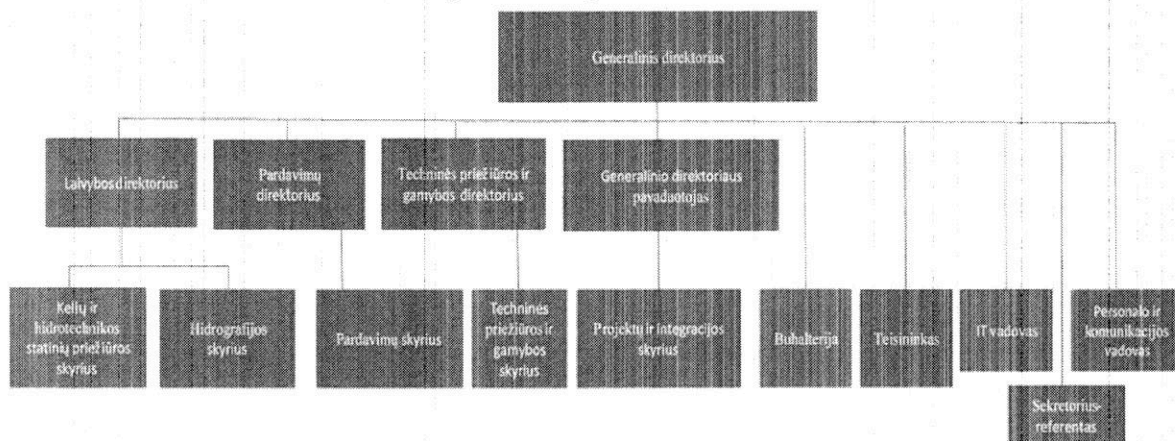 Generalinis direktorius
Laivybos direktorius
Pardavimų
direktorius
Techninės priežiūros ir
gamybos direktorius
Generalinio direktoriaus
pavaduotojas
Kelių ir
hidrotechnikos
statinių priežiūros
skyrius
Hidrografijos
skyrius
Pardavimų skyrius
Techninės
priežiūros ir
gamybos
skyrius
Projektų ir integracijos
skyrius
Buhalterija
Teisininkas
IT vadovas
Personalo ir
komunikacijos
vadovas
Sekretorius-
referentas